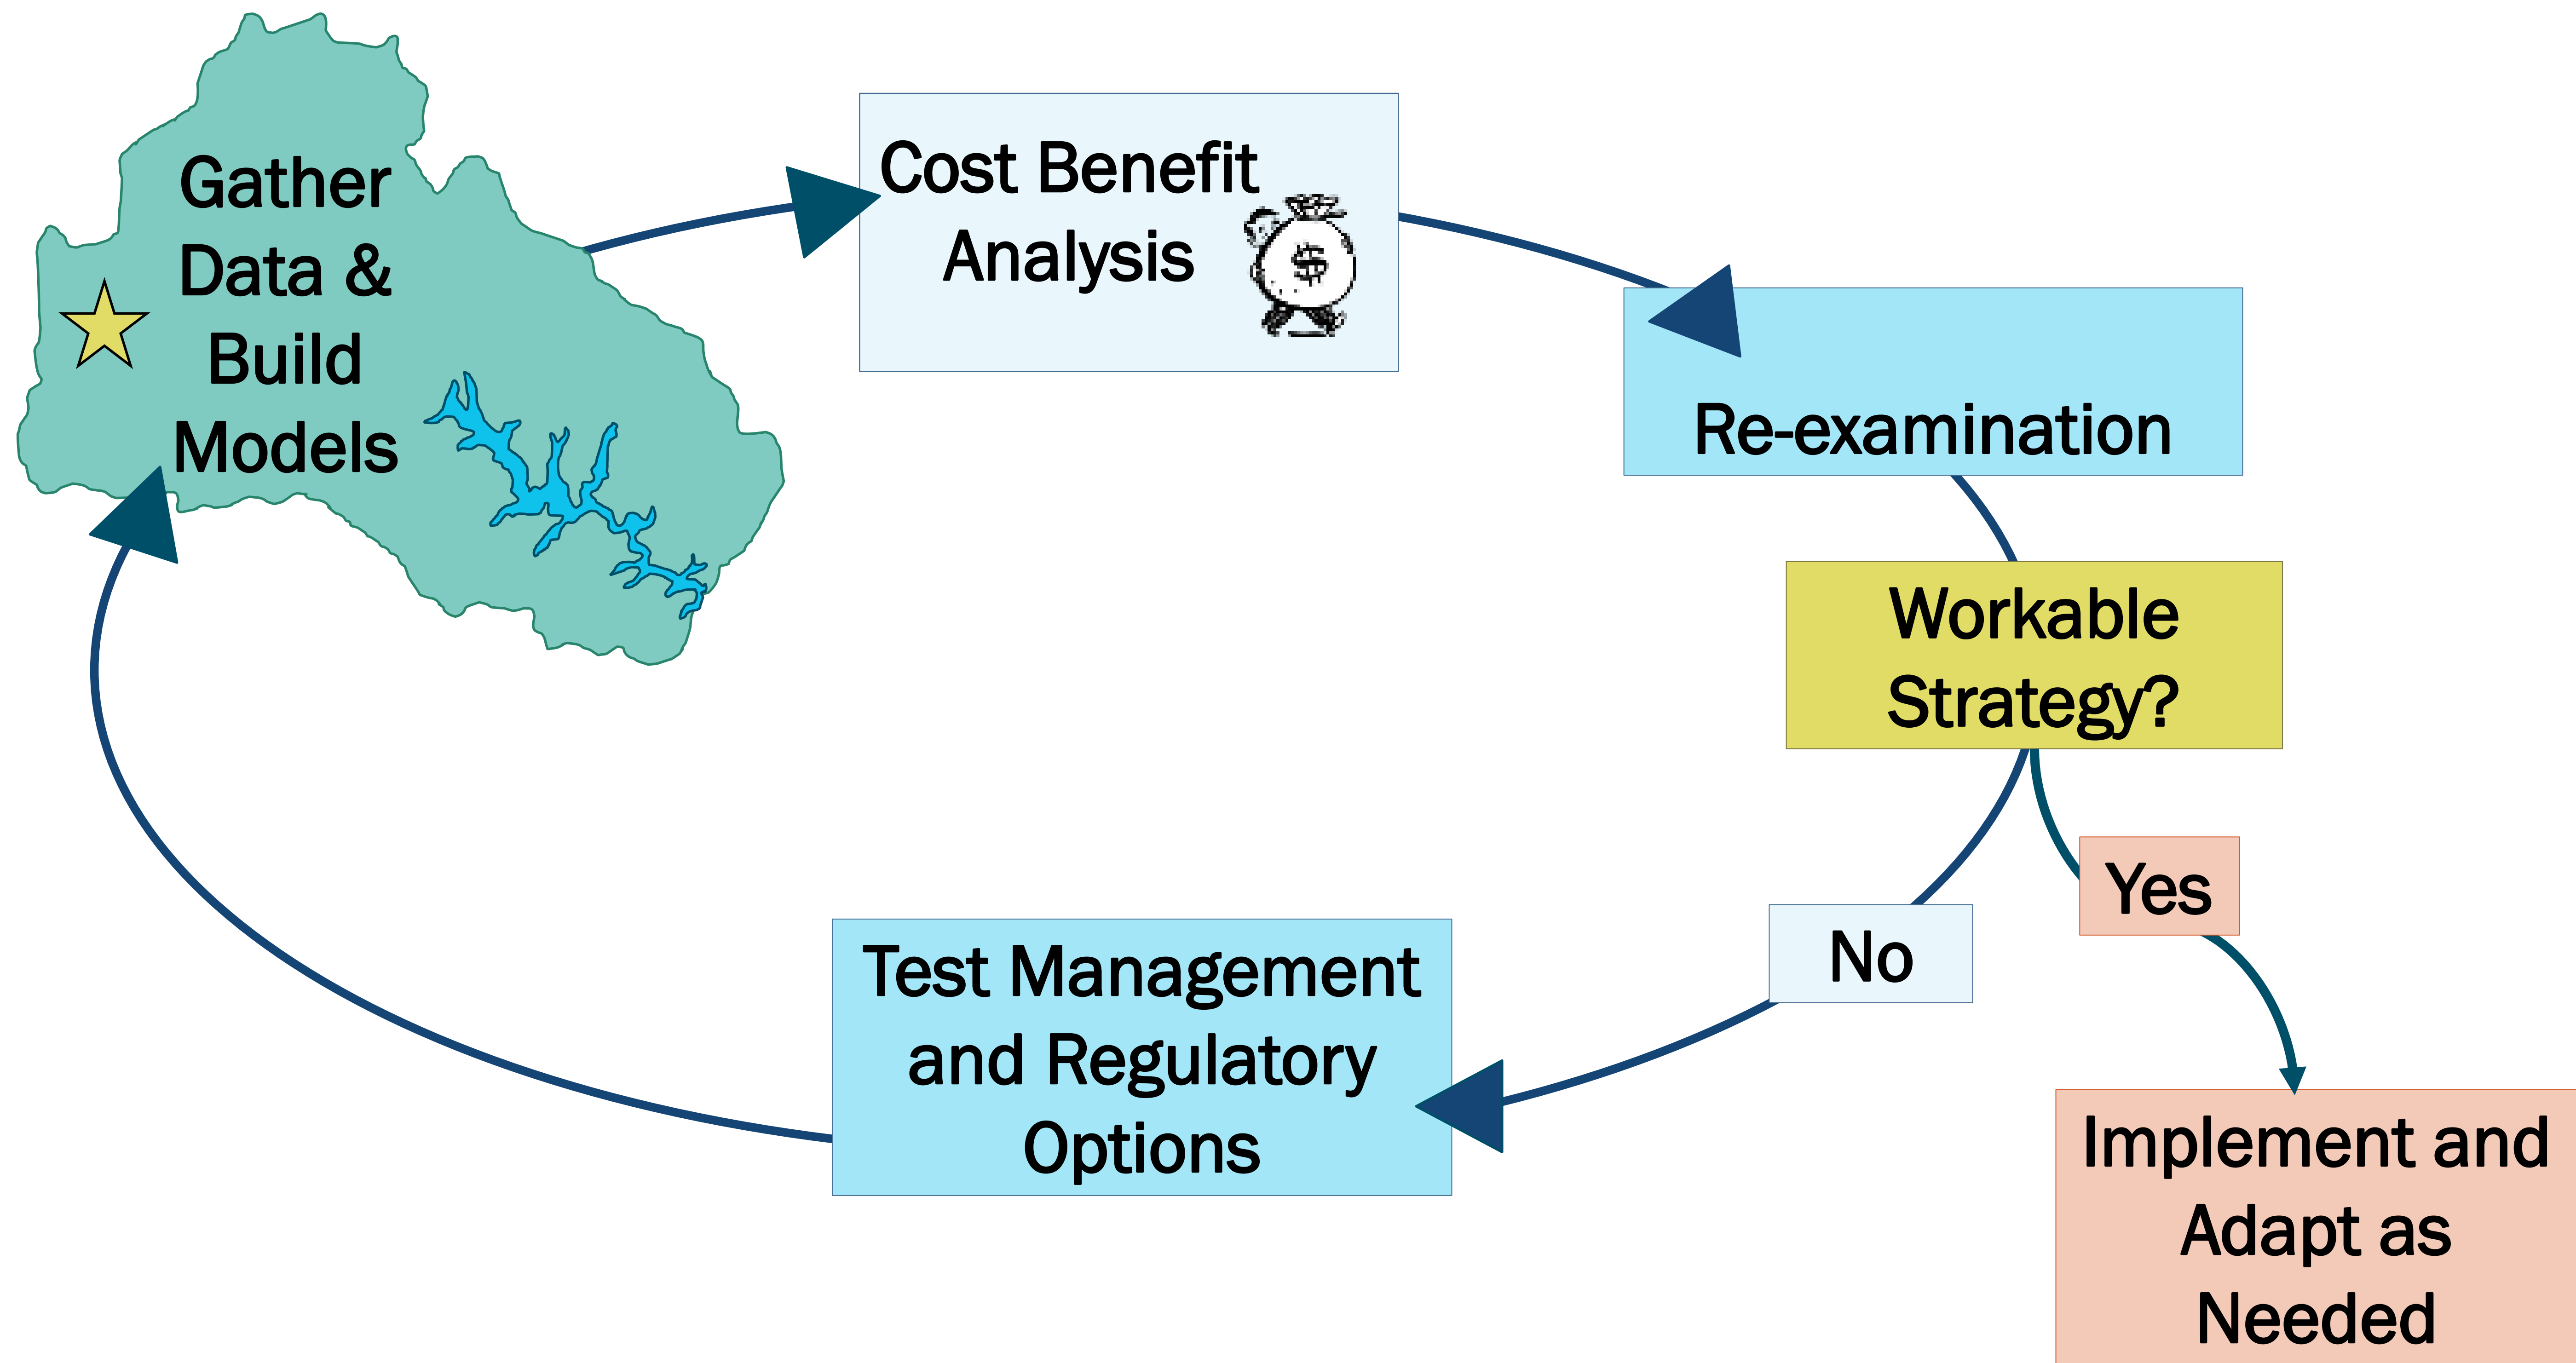 Gather
Data &
Build
Models
Cost Benefit
Analysis
$
Re-examination
Workable
Strategy?
Yes
No
Test Management
and Regulatory
Options
Implement and
Adapt as
Needed